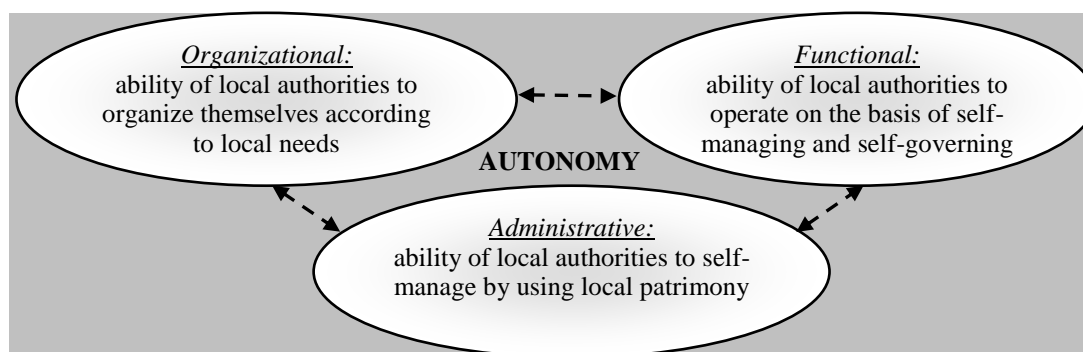 Organizational:
ability of local authorities to
organize themselves according
to local needs
Functional:
ability of local authorities to
operate on the basis of self-
managing and self-governing
AUTONOMY
Administrative:
ability of local authorities to self-
manage by using local patrimony